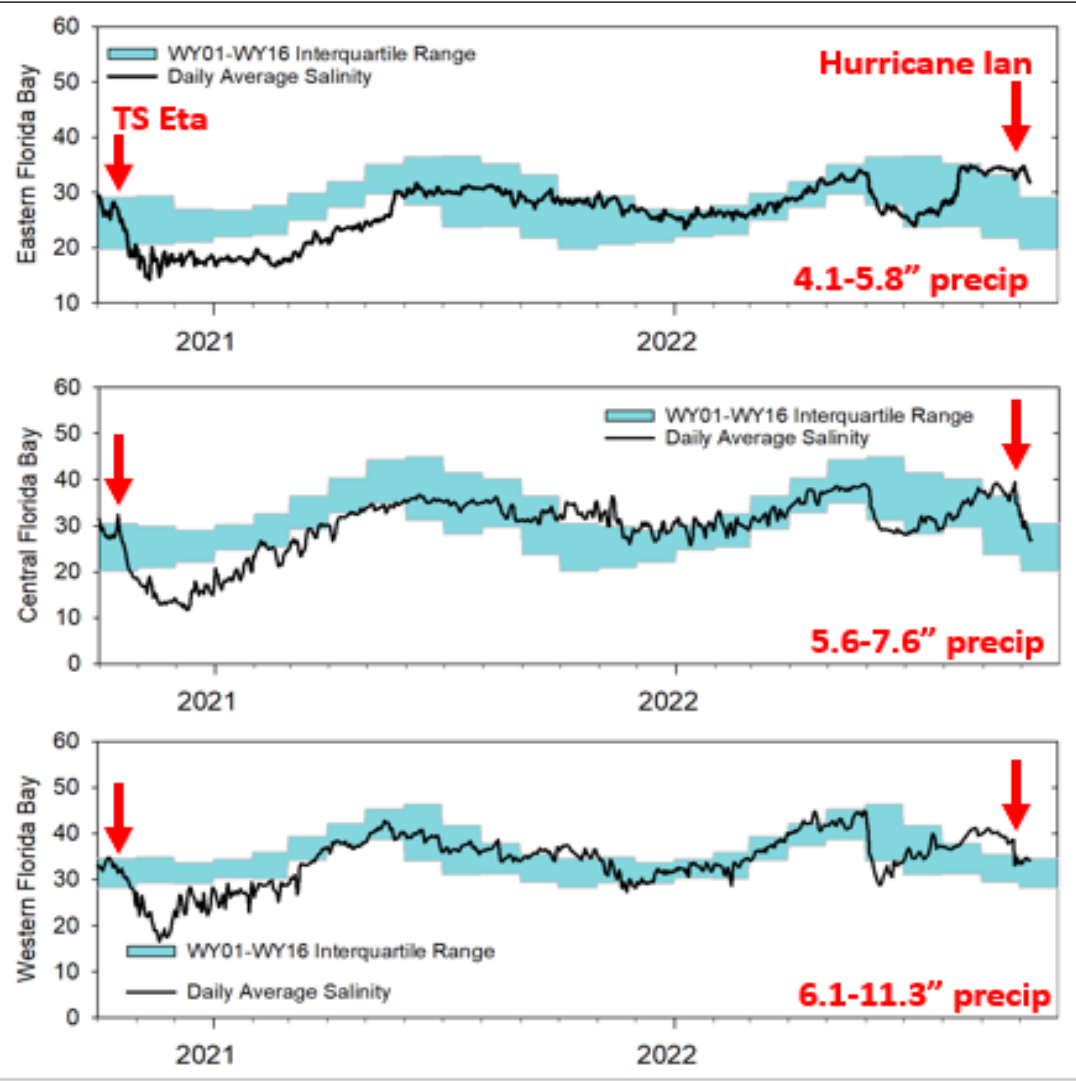 60
WY01-WY16 Interquartile Range
Daily Average Salinity
Hurricane Ian
50
TS Eta
40
30
20
10
Eastern Florida Bay
4.1-5.8” precip
2021
2022
60
WY01-WY16 Interquartile Range
Daily Average Salinity
50
40
30
20
10
0
Central Florida Bay
5.6-7.6” precip
2021
2022
60
50
40
30
20
10
0
Western Florida Bay
WY01-WY16 Interquartile Range
Daily Average Salinity
6.1-11.3” precip
2021
2022